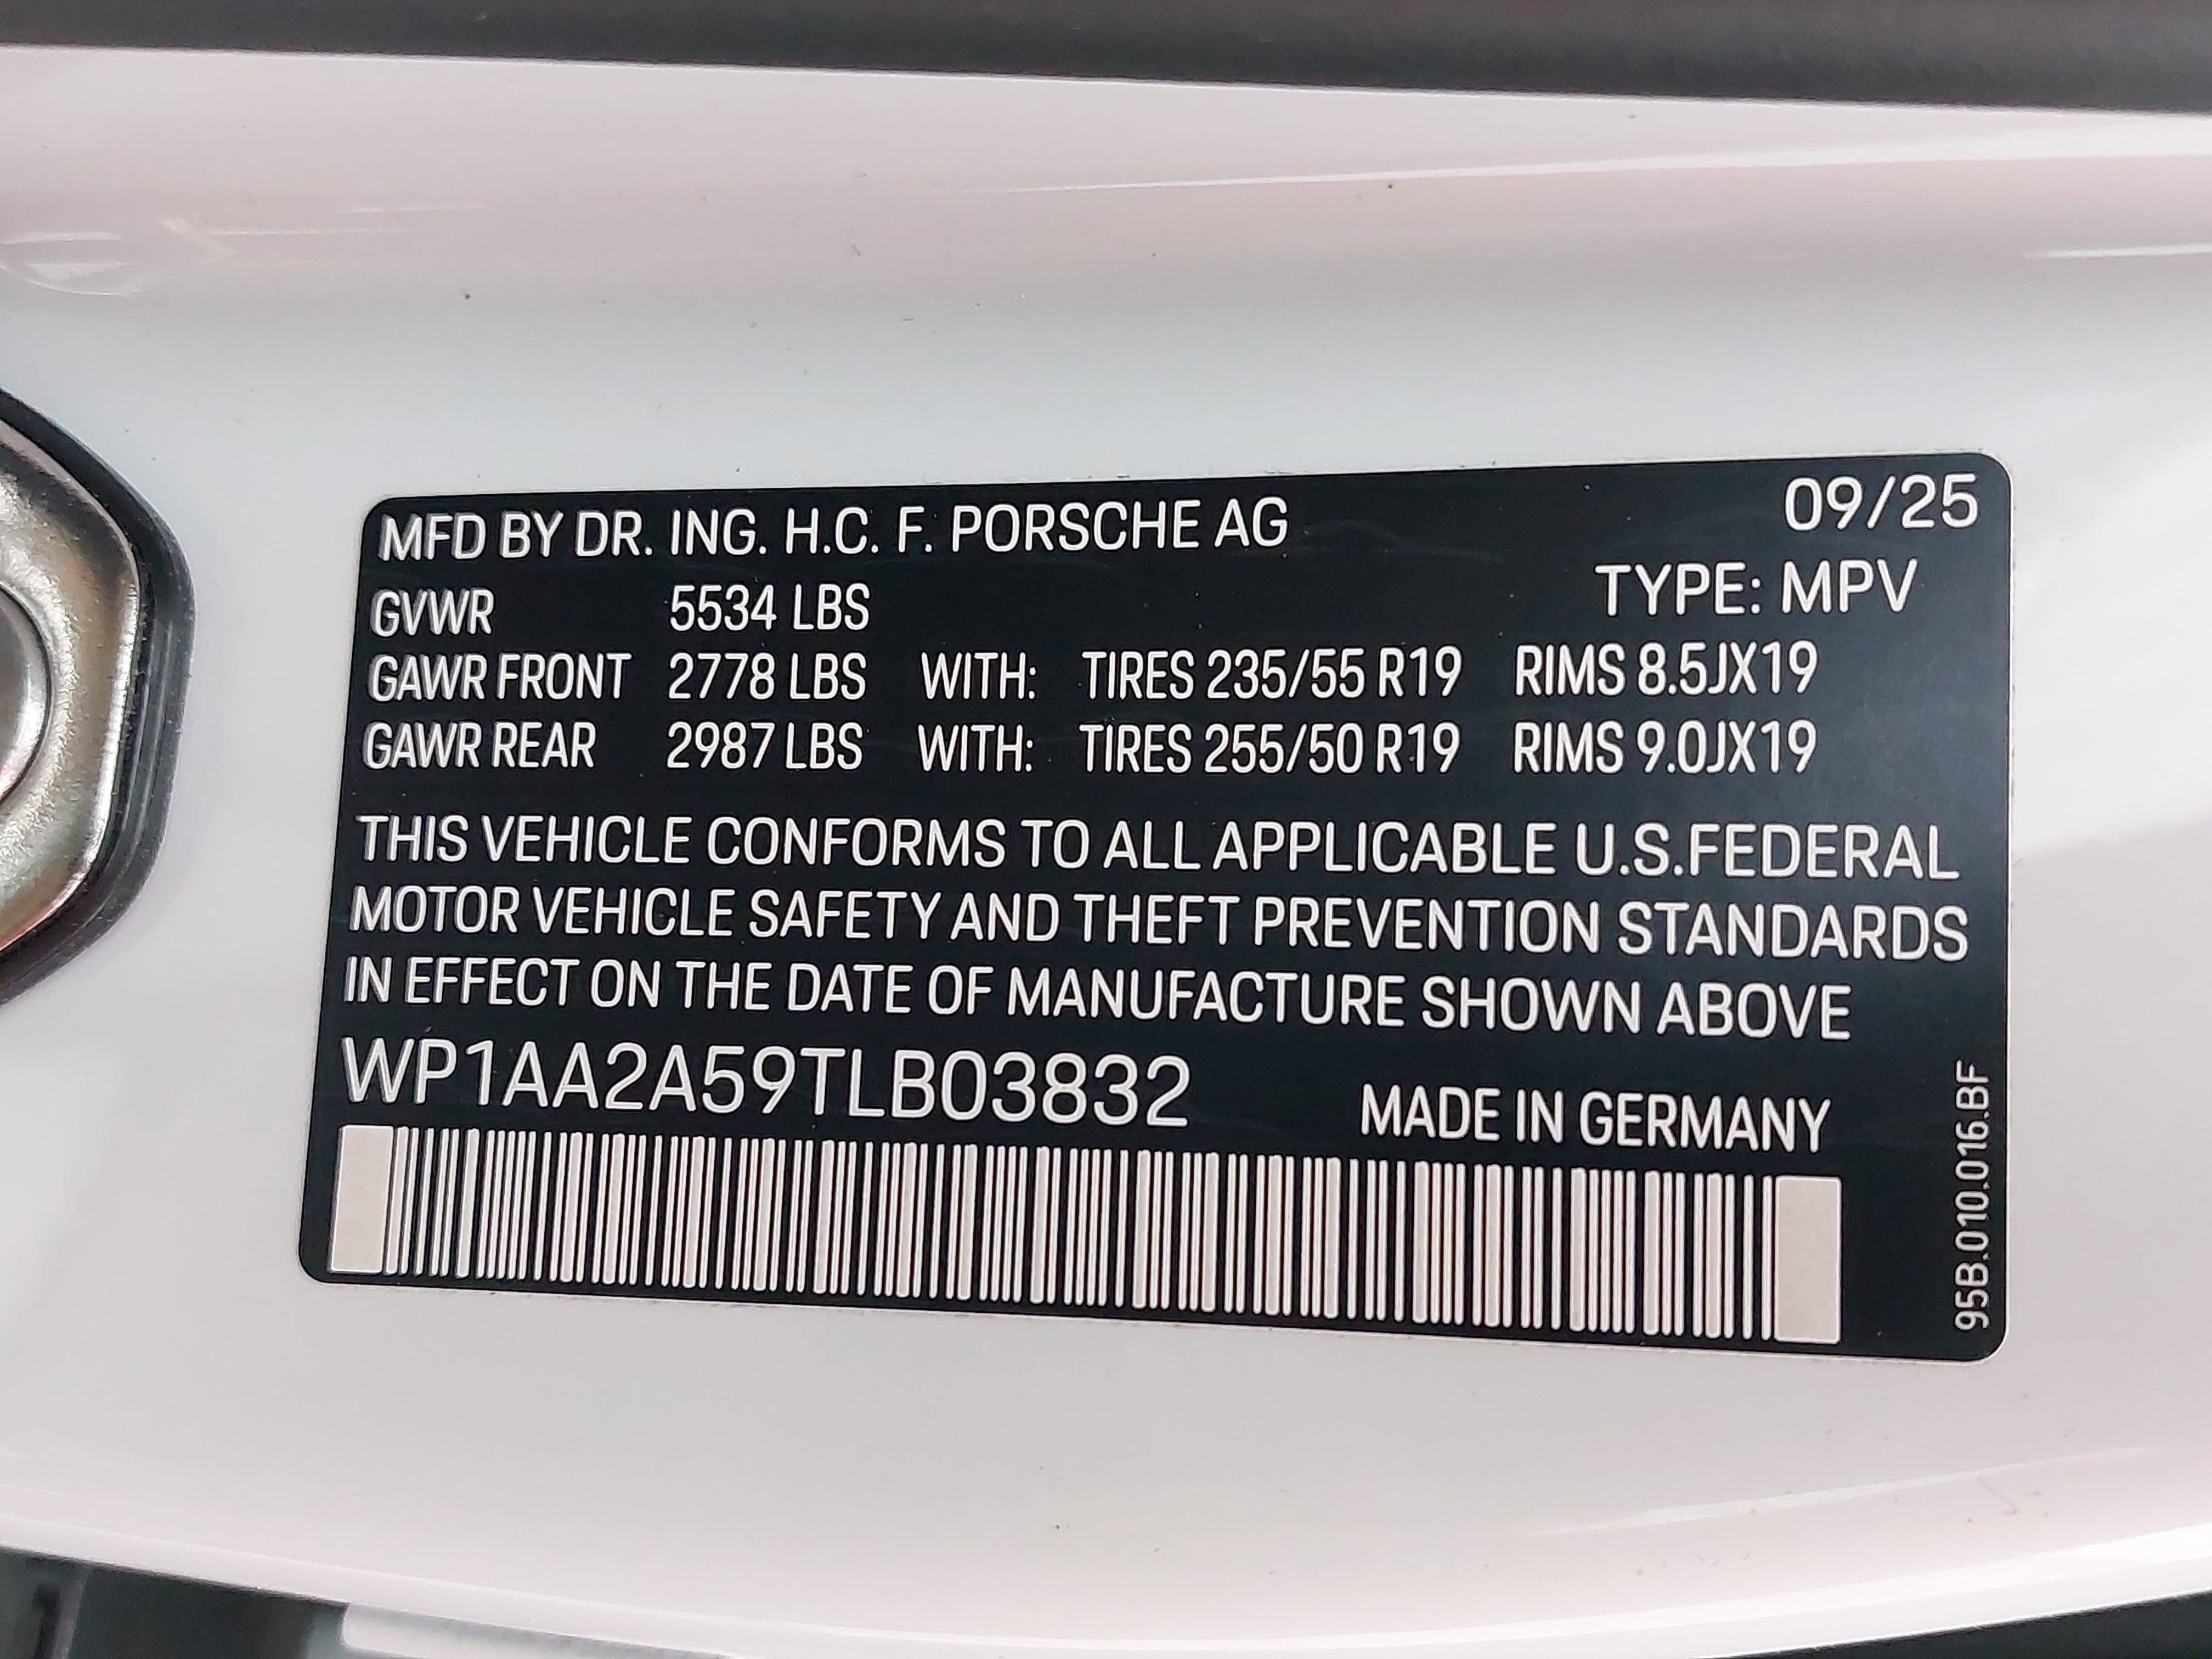 MFD BY DR. ING. H.C. F. PORSCHE AG 09/25
GVWR 5534 LBS TYPE: MPV
GAWR FRONT 2778 LBS WITH: TIRES 235/55 R19 RIMS 8.5JX19
GAWR REAR 2987 LBS WITH: TIRES 255/50 R19 RIMS 9.0JX19
THIS VEHICLE CONFORMS TO ALL APPLICABLE U.S.FEDERAL
MOTOR VEHICLE SAFETY AND THEFT PREVENTION STANDARDS
IN EFFECT ON THE DATE OF MANUFACTURE SHOWN ABOVE
WP1AA2A59TLB03832
MADE IN GERMANY
95B.010.016.BF